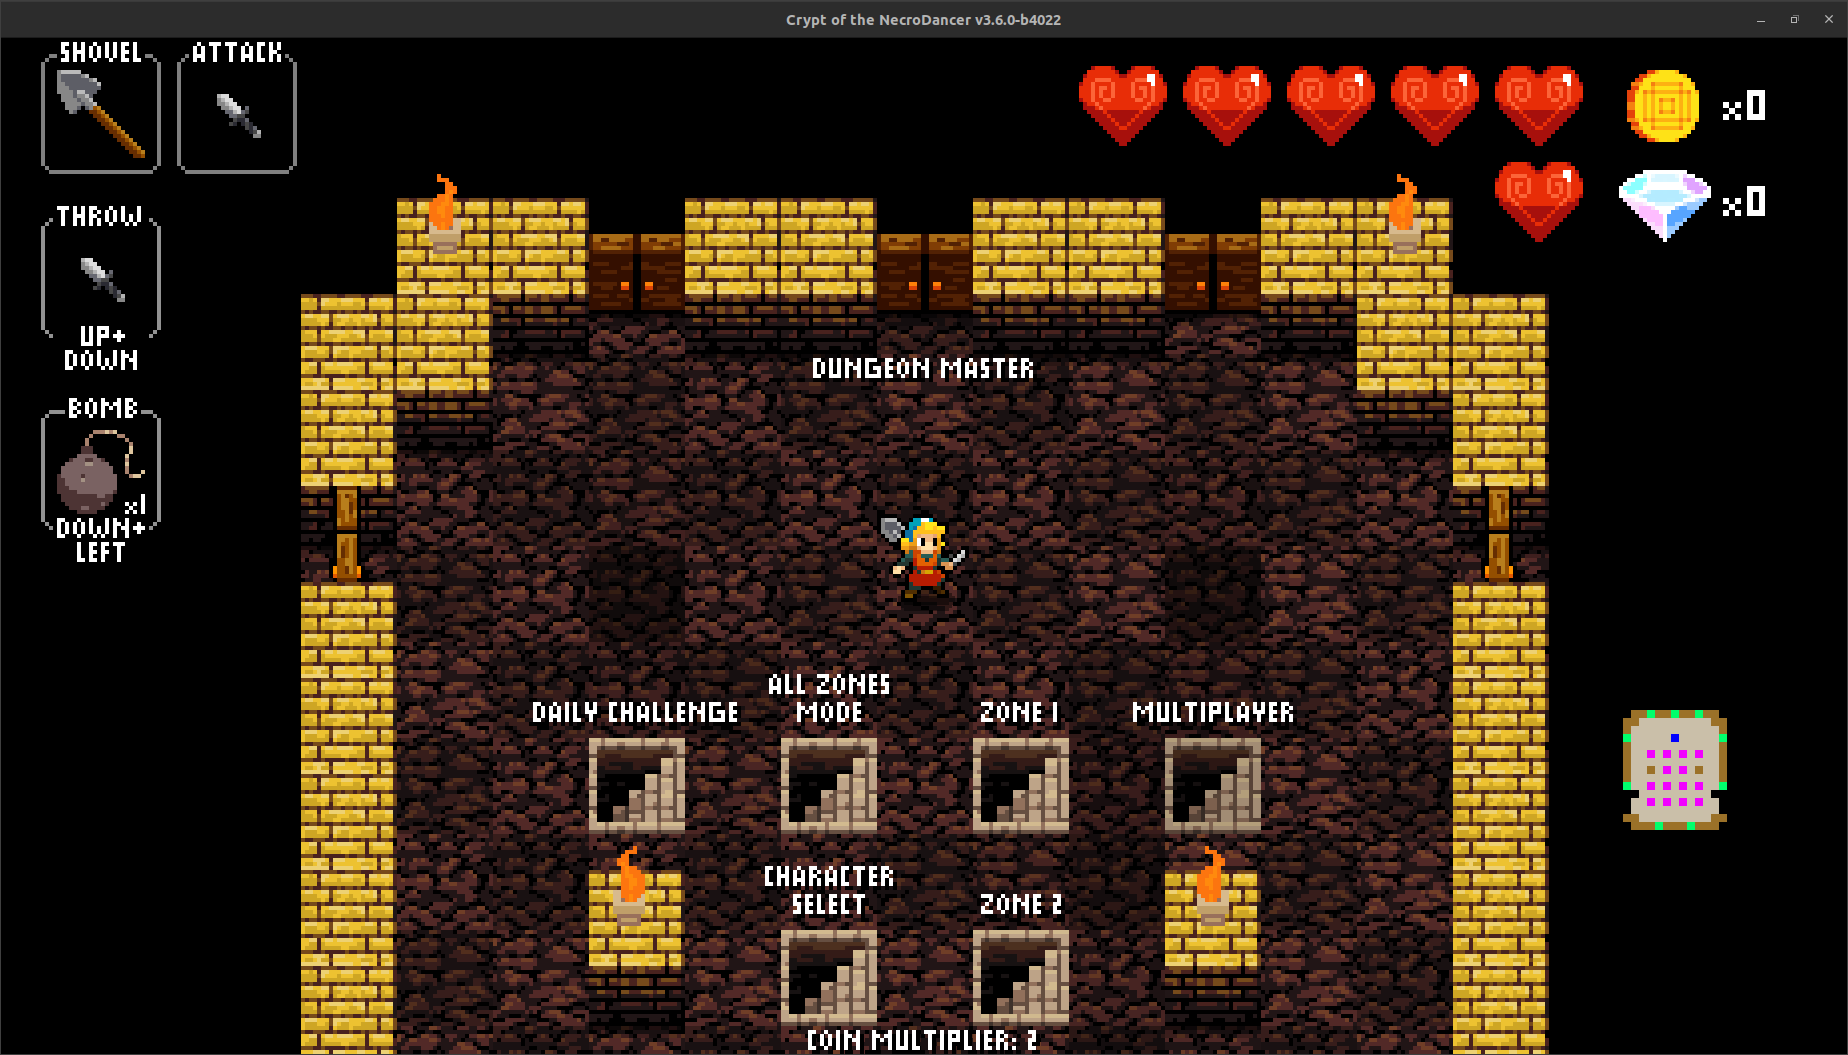 Crypt of the NecroDancer v3.6.0-b4022
SHOVEL
ATTACK
x0
x0
THROW
UP+
DOWN
BOMB
x1
DOWN+
LEFT
DUNGEON MASTER
DAILY CHALLENGE
ALL ZONES
MODE
ZONE 1
MULTIPLAYER
CHARACTER
SELECT
ZONE 2
COIN MULTIPLIER: 2